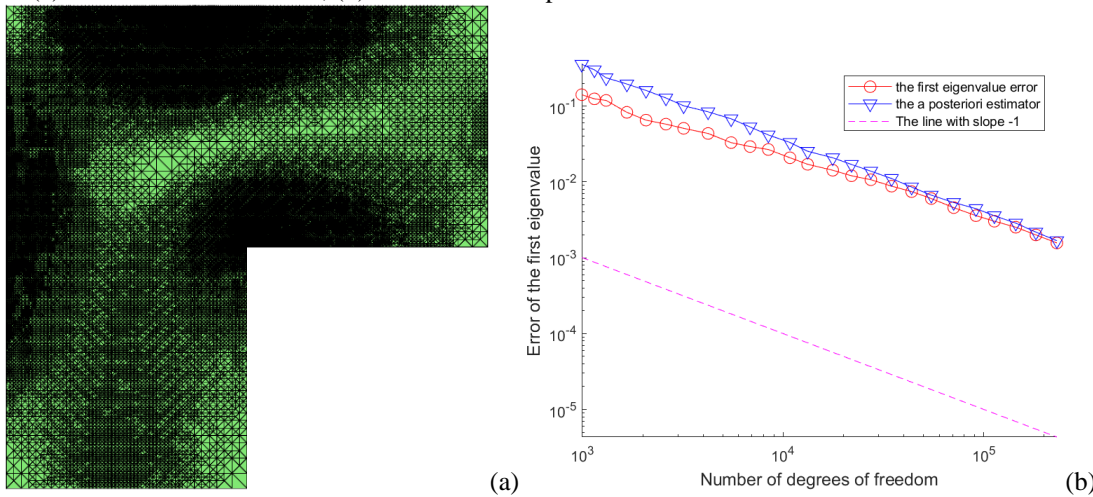 the first eigenvalue error
the a posteriori estimator
The line with slope -1
10^-1
10^-2
10^-3
10^-4
10^-5
Error of the first eigenvalue
10^3
10^4
10^5
Number of degrees of freedom
(a)
(b)